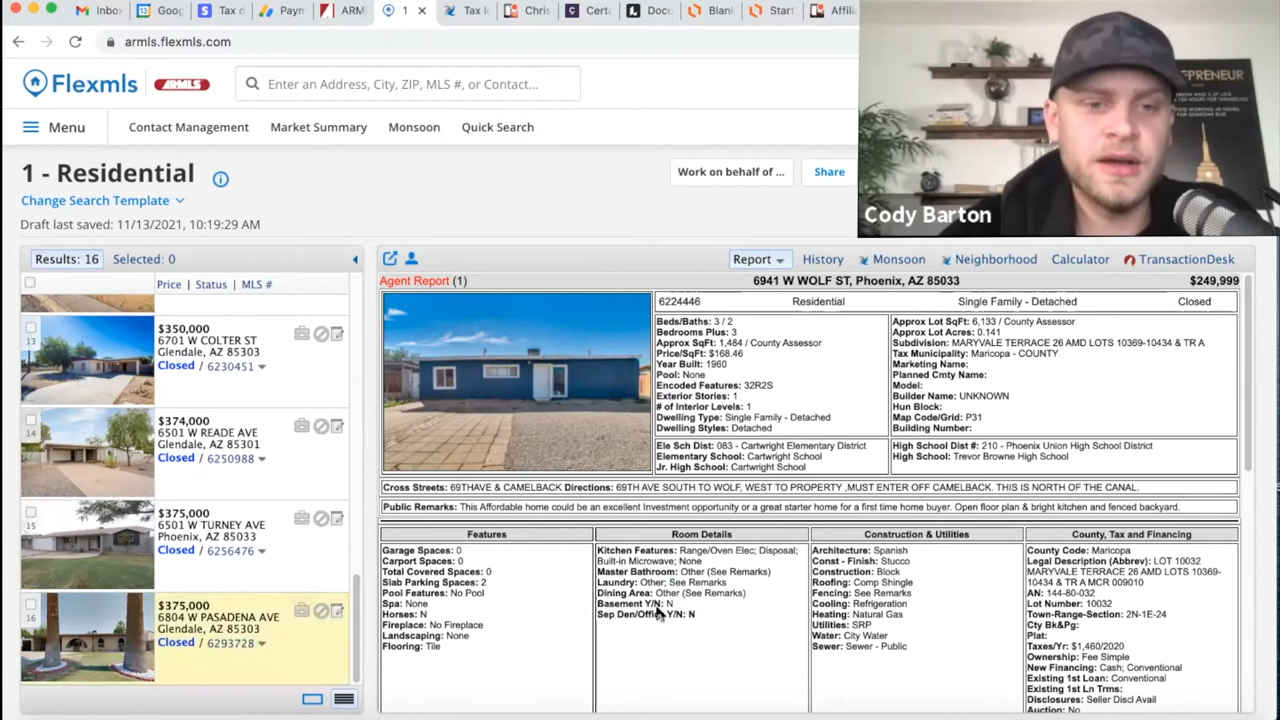 Inbo
Goog
Tax d
Payn
ARM
1
Tax l
Chris
Certa
Docu
Blank
Start
Affilia
armls.flexmls.com
Flexmls
ARMLS
Enter an Address, City, ZIP, MLS #, or Contact...
PRENEUR
Menu
Contact Management
Market Summary
Monsoon
Quick Search
1 - Residential
Work on behalf of ...
Share
Change Search Template
Draft last saved: 11/13/2021, 10:19:29 AM
Cody Barton
Results: 16
Selected: 0
Price | Status | MLS #
13
$350,000
6701 W COLTER ST
Glendale, AZ 85303
Closed / 6230451
14
$374,000
6501 W READE AVE
Glendale, AZ 85301
Closed / 6250988
15
$375,000
6501 W TURNEY AVE
Phoenix, AZ 85033
Closed / 6256476
16
$375,000
6804 W PASADENA AVE
Glendale, AZ 85303
Closed / 6293728
Report
History
Monsoon
Neighborhood
Calculator
TransactionDesk
Agent Report (1)
6941 W WOLF ST, Phoenix, AZ 85033
$249,999
6224446
Residential
Single Family - Detached
Closed
Beds/Baths: 3 / 2
Bedrooms Plus: 3
Approx SqFt: 1,484 / County Assessor
Price/SqFt: $168.46
Year Built: 1960
Pool: None
Encoded Features: 32R2S
Exterior Stories: 1
# of Interior Levels: 1
Dwelling Type: Single Family - Detached
Dwelling Styles: Detached
Approx Lot SqFt: 6,133 / County Assessor
Approx Lot Acres: 0.141
Subdivision: MARYVALE TERRACE 26 AMD LOTS 10369-10434 & TR A
Tax Municipality: Maricopa - COUNTY
Marketing Name:
Planned Cmty Name:
Model:
Builder Name: UNKNOWN
Hun Block:
Map Code/Grid: P31
Building Number:
Ele Sch Dist: 083 - Cartwright Elementary District
Elementary School: Cartwright School
Jr. High School: Cartwright School
High School Dist #: 210 - Phoenix Union High School District
High School: Trevor Browne High School
Cross Streets: 69THAVE & CAMELBACK Directions: 69TH AVE SOUTH TO WOLF, WEST TO PROPERTY ,MUST ENTER OFF CAMELBACK. THIS IS NORTH OF THE CANAL.
Public Remarks: This Affordable home could be an excellent Investment opportunity or a great starter home for a first time home buyer. Open floor plan & bright kitchen and fenced backyard.
Features
Garage Spaces: 0
Carport Spaces: 0
Total Covered Spaces: 0
Slab Parking Spaces: 2
Pool Features: No Pool
Spa: None
Horses: N
Fireplace: No Fireplace
Landscaping: None
Flooring: Tile
Room Details
Kitchen Features: Range/Oven Elec; Disposal;
Built-in Microwave; None
Master Bathroom: Other (See Remarks)
Laundry: Other; See Remarks
Dining Area: Other (See Remarks)
Basement Y/N: N
Sep Den/Office Y/N: N
Construction & Utilities
Architecture: Spanish
Const - Finish: Stucco
Construction: Block
Roofing: Comp Shingle
Fencing: See Remarks
Cooling: Refrigeration
Heating: Natural Gas
Utilities: SRP
Water: City Water
Sewer: Sewer - Public
County, Tax and Financing
County Code: Maricopa
Legal Description (Abbrev): LOT 10032
MARYVALE TERRACE 26 AMD LOTS 10369-
10434 & TR A MCR 009010
AN: 144-80-032
Lot Number: 10032
Town-Range-Section: 2N-1E-24
Cty Bk&Pg:
Plat:
Taxes/Yr: $1,460/2020
Ownership: Fee Simple
New Financing: Cash; Conventional
Existing 1st Loan: Conventional
Existing 1st Ln Trms:
Disclosures: Seller Discl Avail
Auction: No